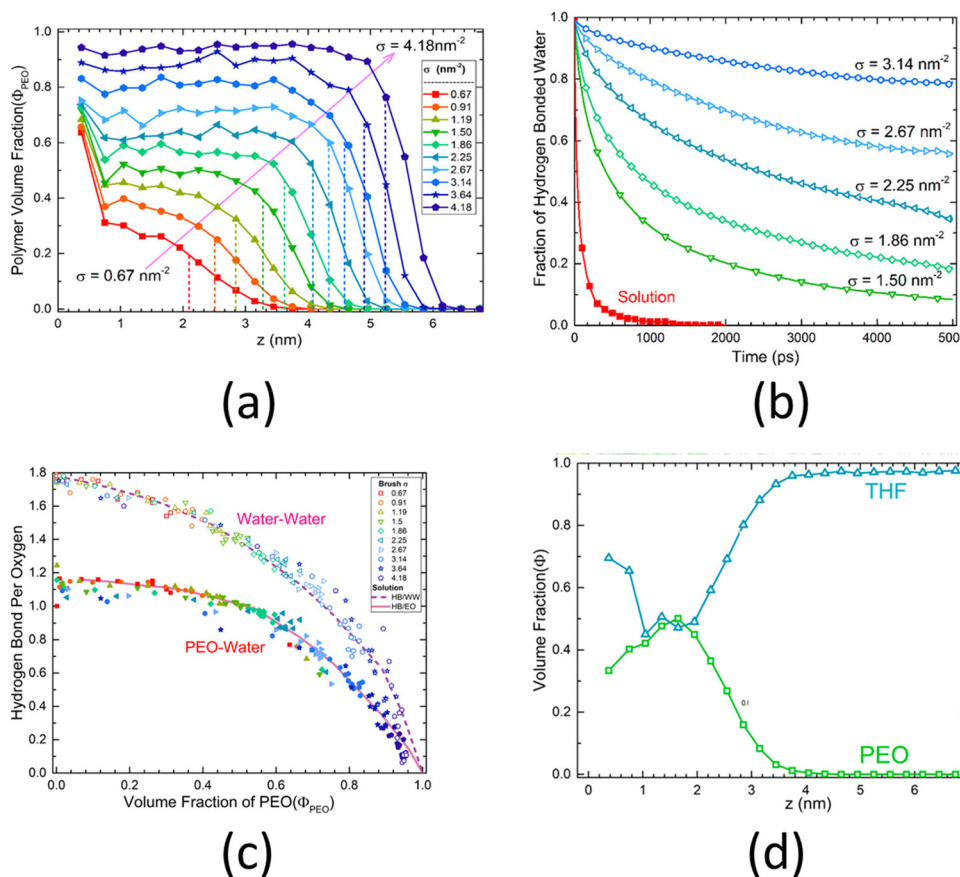 1.0
0.8
0.6
0.4
0.2
0.0
Polymer Volume Fraction(Φ_PEO)
σ = 4.18nm⁻²
σ = 0.67 nm⁻²
σ (nm⁻²)
0.67
0.91
1.19
1.50
1.86
2.25
2.67
3.14
3.64
4.18
0 1 2 3 4 5 6
z (nm)
(a)
1.0
0.8
0.6
0.4
0.2
0.0
Fraction of Hydrogen Bonded Water
σ = 3.14 nm⁻²
σ = 2.67 nm⁻²
σ = 2.25 nm⁻²
σ = 1.86 nm⁻²
σ = 1.50 nm⁻²
Solution
0 1000 2000 3000 4000 5000
Time (ps)
(b)
1.8
1.6
1.4
1.2
1.0
0.8
0.6
0.4
0.2
0.0
Hydrogen Bond Per Oxygen
Water-Water
PEO-Water
Brush σ
0.67
0.91
1.19
1.5
1.86
2.25
2.67
3.14
3.64
4.18
Solution
HB/WW
HB/EO
0.0 0.2 0.4 0.6 0.8 1.0
Volume Fraction of PEO(Φ_PEO)
(c)
1.0
0.8
0.6
0.4
0.2
0.0
Volume Fraction(Φ)
THF
0.I
PEO
0 1 2 3 4 5 6
z (nm)
(d)